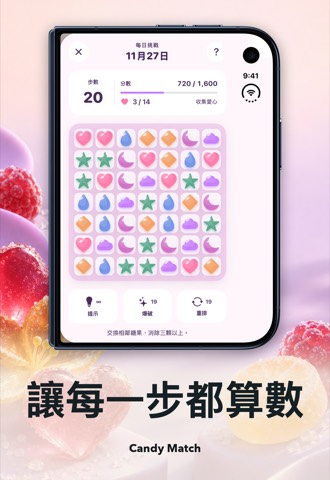 每日挑戰
11月27日
?
9:41
步數
20
分數
720 / 1,600
3 / 14
收集愛心
∞
提示
19
爆破
19
重排
交換相鄰糖果,消除三顆以上。
讓每一步都算數
Candy Match